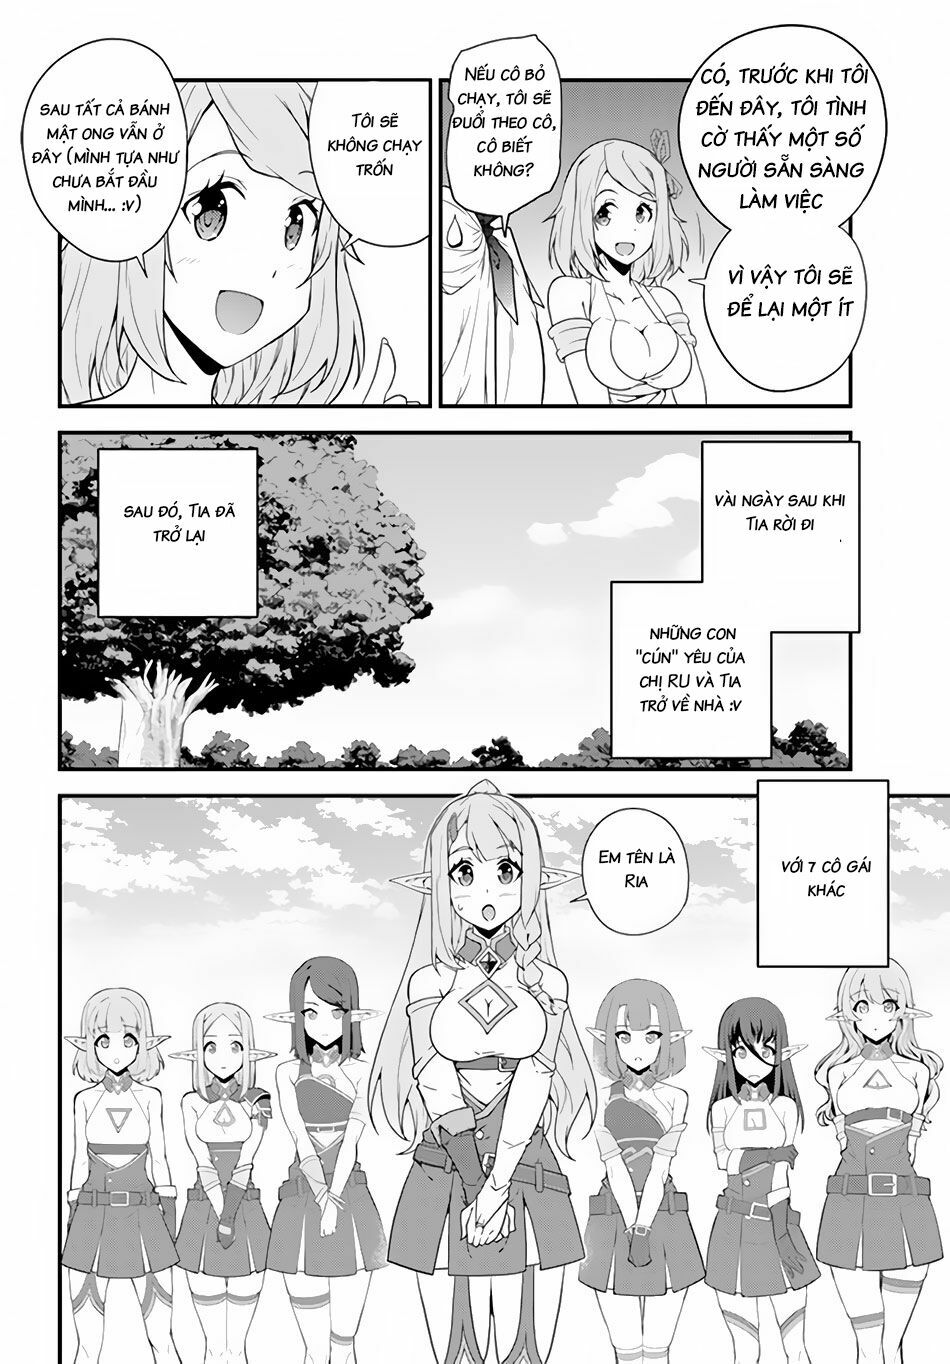 CÓ, TRƯỚC KHI TÔI
ĐẾN ĐÂY, TÔI TÌNH
CỜ THẤY MỘT SỐ
NGƯỜI SẴN SÀNG
LÀM VIỆC
VÌ VẬY TÔI SẼ
ĐỂ LẠI MỘT ÍT
NẾU CÔ BỎ
CHẠY, TÔI SẼ
ĐUỔI THEO CÔ,
CÔ BIẾT
KHÔNG?
TÔI SẼ
KHÔNG CHẠY
TRỐN
SAU TẤT CẢ BÁNH
MẬT ONG VẪN Ở
ĐÂY (MÌNH TỰA NHƯ
CHƯA BẮT ĐẦU
MÌNH... :V)
VÀI NGÀY SAU KHI
TIA RỜI ĐI
NHỮNG CON
"CÚN" YÊU CỦA
CHỊ RU VÀ TIA
TRỞ VỀ NHÀ :V
SAU ĐÓ, TIA ĐÃ
TRỞ LẠI
VỚI 7 CÔ GÁI
KHÁC
EM TÊN LÀ
RIA